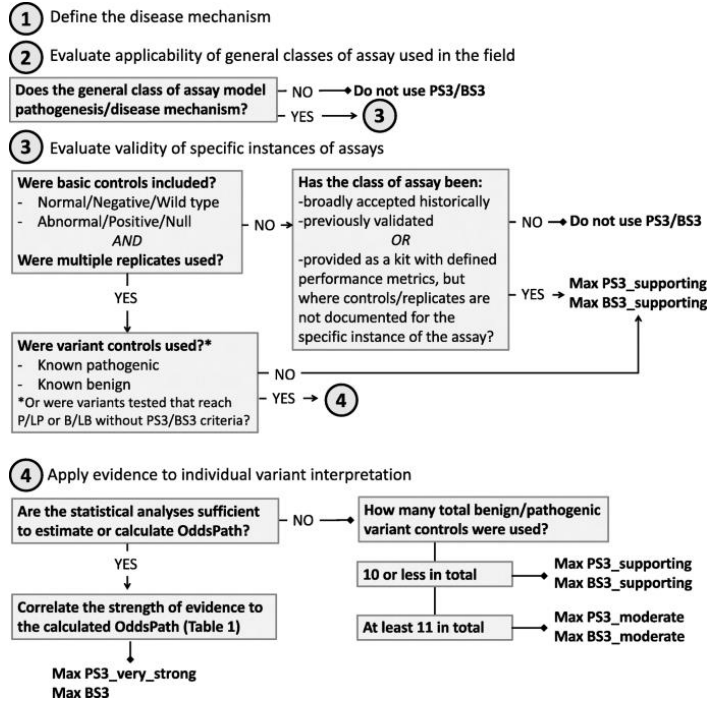 1 Define the disease mechanism
2 Evaluate applicability of general classes of assay used in the field
Does the general class of assay model
pathogenesis/disease mechanism?
NO
Do not use PS3/BS3
YES
3
3 Evaluate validity of specific instances of assays
Were basic controls included?
- Normal/Negative/Wild type
- Abnormal/Positive/Null
AND
Were multiple replicates used?
NO
Has the class of assay been:
-broadly accepted historically
-previously validated
OR
-provided as a kit with defined
performance metrics, but
where controls/replicates are
not documented for the
specific instance of the assay?
NO
Do not use PS3/BS3
YES
Max PS3_supporting
Max BS3_supporting
YES
Were variant controls used?*
- Known pathogenic
- Known benign
*Or were variants tested that reach
P/LP or B/LB without PS3/BS3 criteria?
NO
YES
4
4 Apply evidence to individual variant interpretation
Are the statistical analyses sufficient
to estimate or calculate OddsPath?
NO
How many total benign/pathogenic
variant controls were used?
10 or less in total
Max PS3_supporting
Max BS3_supporting
At least 11 in total
Max PS3_moderate
Max BS3_moderate
YES
Correlate the strength of evidence to
the calculated OddsPath (Table 1)
Max PS3_very_strong
Max BS3